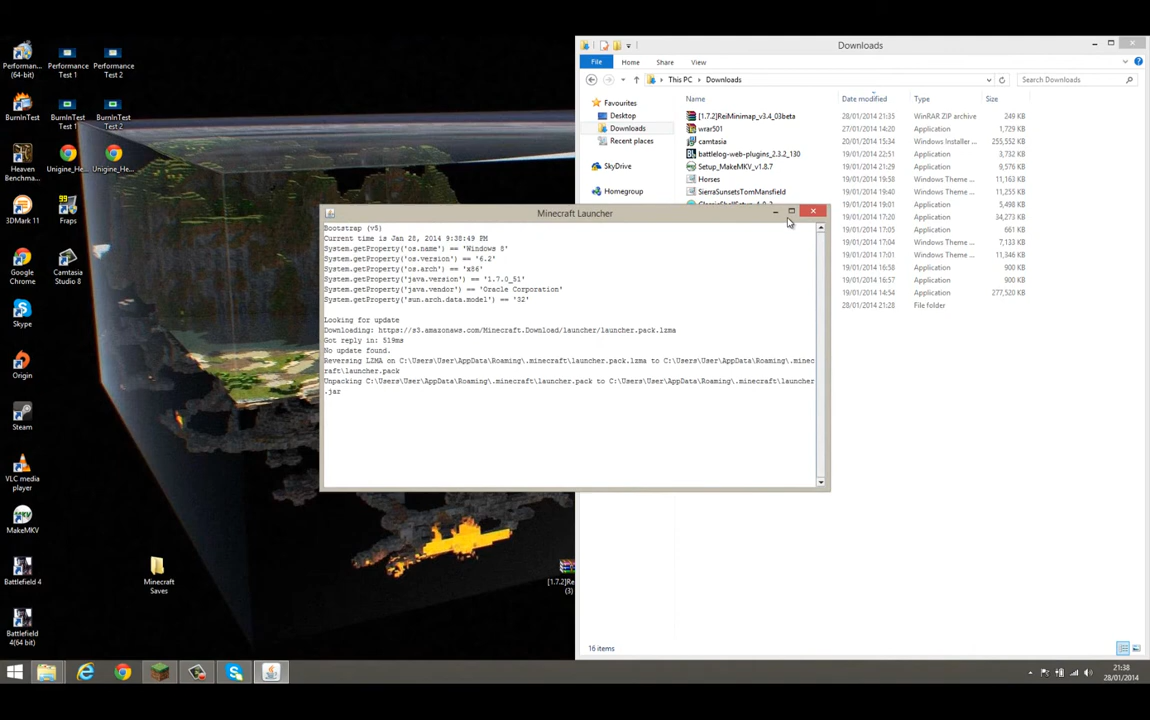 Performan...
(64-bit)
Performance
Test 1
Performance
Test 2
BurnInTest
BurnInTest
Test 1
BurnInTest
Test 2
Heaven
Benchma...
Unigine_He...
Unigine_He...
3DMark 11
99
Fraps
Google
Chrome
Camtasia
Studio 8
Skype
Origin
Steam
VLC media
player
MKV
MakeMKV
Battlefield 4
Battlefield
4(64 bit)
Minecraft
Saves
[1.7.2]Rei
(3)
Downloads
File
Home
Share
View
This PC
Downloads
Search Downloads
Favourites
Desktop
Downloads
Recent places
SkyDrive
Homegroup
Name
Date modified
Type
Size
[1.7.2]ReiMinimap_v3.4_03beta 28/01/2014 21:35 WinRAR ZIP archive 249 KB
wrar501 27/01/2014 14:20 Application 1,729 KB
camtasia 20/01/2014 15:34 Windows Installer ... 255,552 KB
battlelog-web-plugins_2.3.2_130 19/01/2014 22:51 Application 3,732 KB
Setup_MakeMKV_v1.8.7 19/01/2014 21:29 Application 9,576 KB
Horses 19/01/2014 19:58 Windows Theme ... 11,163 KB
SierraSunsetsTomMansfield 19/01/2014 19:40 Windows Theme ... 11,255 KB
19/01/2014 19:01 Application 5,498 KB
19/01/2014 17:20 Application 34,273 KB
19/01/2014 17:05 Application 661 KB
19/01/2014 17:04 Windows Theme ... 7,133 KB
19/01/2014 17:01 Windows Theme ... 11,346 KB
19/01/2014 16:58 Application 900 KB
19/01/2014 16:57 Application 900 KB
19/01/2014 14:54 Application 277,520 KB
28/01/2014 21:28 File folder
16 items
Minecraft Launcher
Bootstrap (v5)
Current time is Jan 28, 2014 9:38:49 PM
System.getProperty('os.name') == 'Windows 8'
System.getProperty('os.version') == '6.2'
System.getProperty('os.arch') == 'x86'
System.getProperty('java.version') == '1.7.0_51'
System.getProperty('java.vendor') == 'Oracle Corporation'
System.getProperty('sun.arch.data.model') == '32'
Looking for update
Downloading: https://s3.amazonaws.com/Minecraft.Download/launcher/launcher.pack.lzma
Got reply in: 519ms
No update found.
Reversing LZMA on C:\Users\User\AppData\Roaming\.minecraft\launcher.pack.lzma to C:\Users\User\AppData\Roaming\.minec
raft\launcher.pack
Unpacking C:\Users\User\AppData\Roaming\.minecraft\launcher.pack to C:\Users\User\AppData\Roaming\.minecraft\launcher
.jar
21:38
28/01/2014